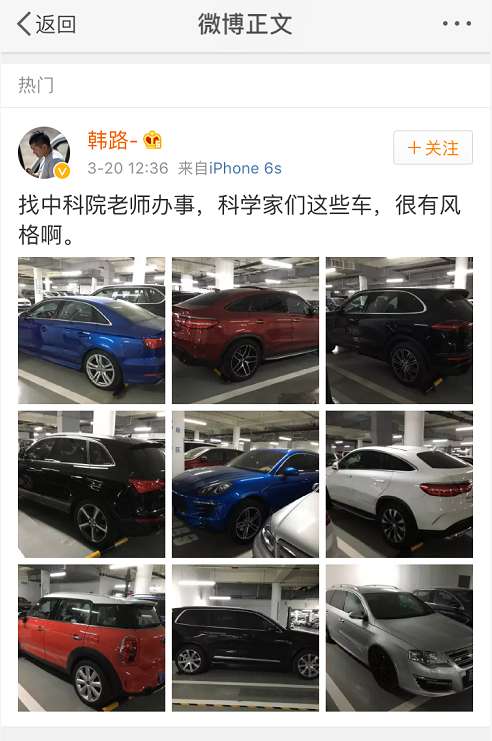 返回
微博正文
热门
韩路-
3-20 12:36 来自iPhone 6s
+关注
找中科院老师办事，科学家们这些车，很有风
格啊。